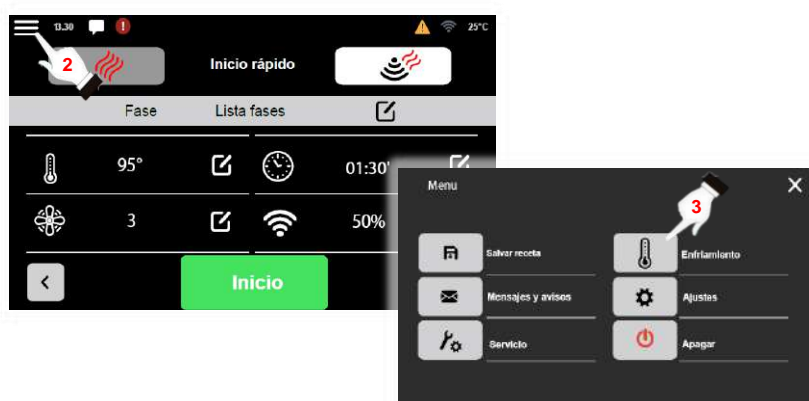 13.30
25°C
2
Inicio rápido
Fase Lista fases
95° 01:30'
3 50%
Inicio
Menu X
3
Salvar receta Enfriamiento
Mensajes y avisos Ajustes
Servicio Apagar